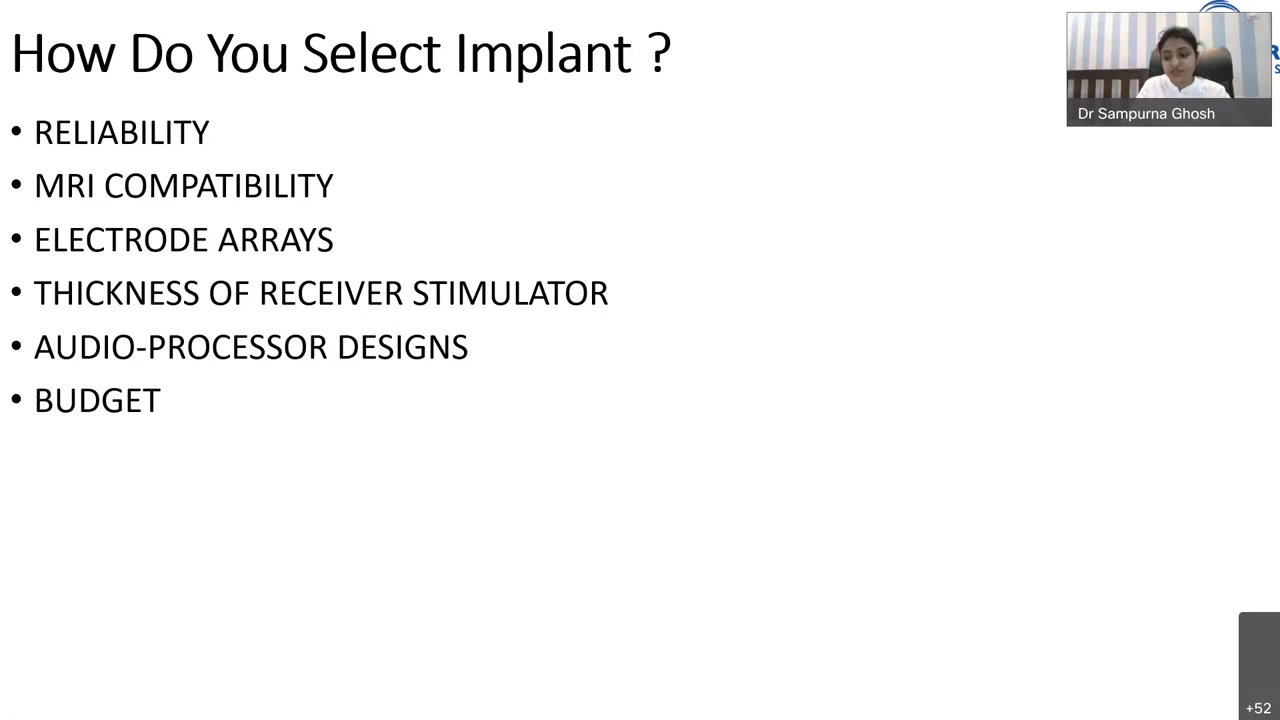 How Do You Select Implant ?
Dr Sampurna Ghosh
• RELIABILITY
• MRI COMPATIBILITY
• ELECTRODE ARRAYS
• THICKNESS OF RECEIVER STIMULATOR
• AUDIO-PROCESSOR DESIGNS
• BUDGET
+52